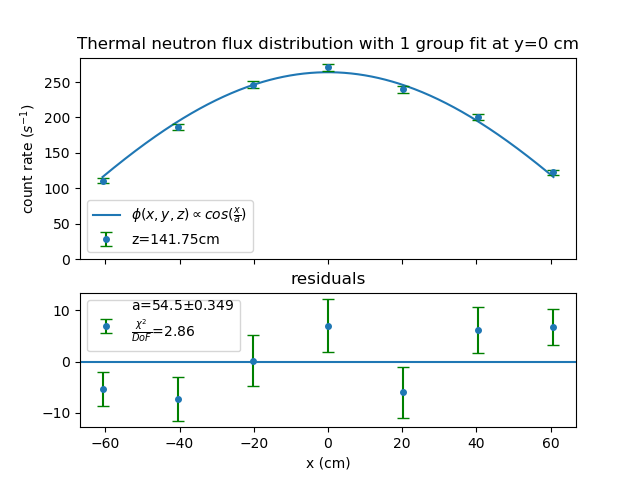 Thermal neutron flux distribution with 1 group fit at y=0 cm
count rate (s⁻¹)
250
200
150
100
50
0
ϕ(x, y, z) ∝ cos(x/a)
z=141.75cm
residuals
10
0
−10
a=54.5±0.349
χ²/DoF=2.86
−60 −40 −20 0 20 40 60
x (cm)